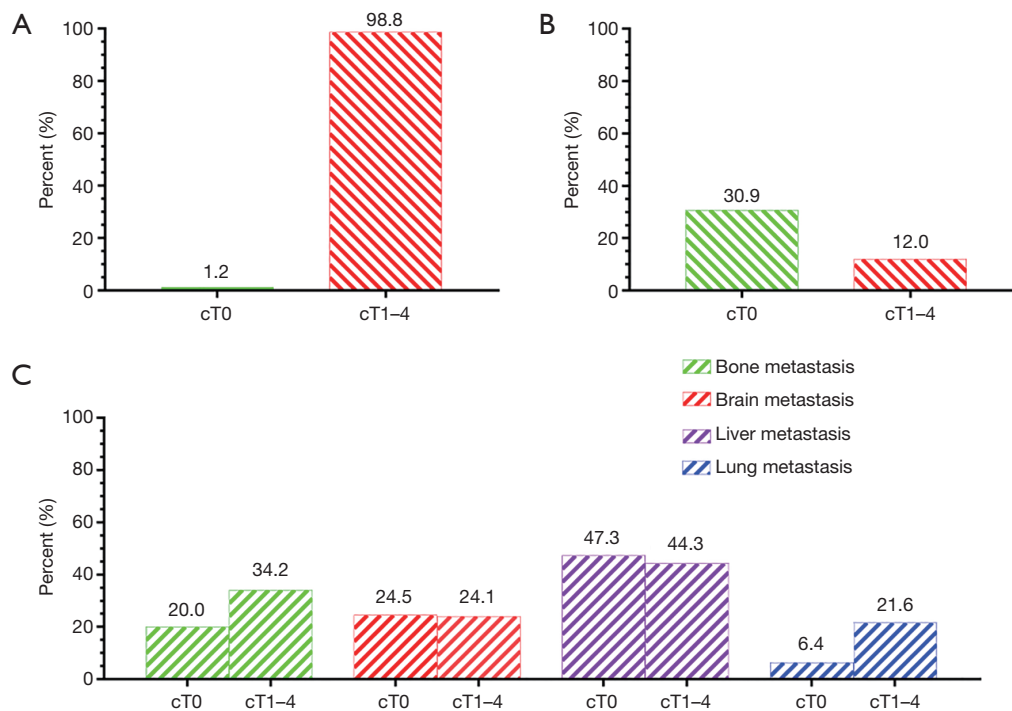 A
Percent (%)
100
80
60
40
20
0
1.2
98.8
cT0
cT1–4
B
Percent (%)
100
80
60
40
20
0
30.9
12.0
cT0
cT1–4
C
Bone metastasis
Brain metastasis
Liver metastasis
Lung metastasis
Percent (%)
100
80
60
40
20
0
20.0
34.2
24.5
24.1
47.3
44.3
6.4
21.6
cT0
cT1–4
cT0
cT1–4
cT0
cT1–4
cT0
cT1–4